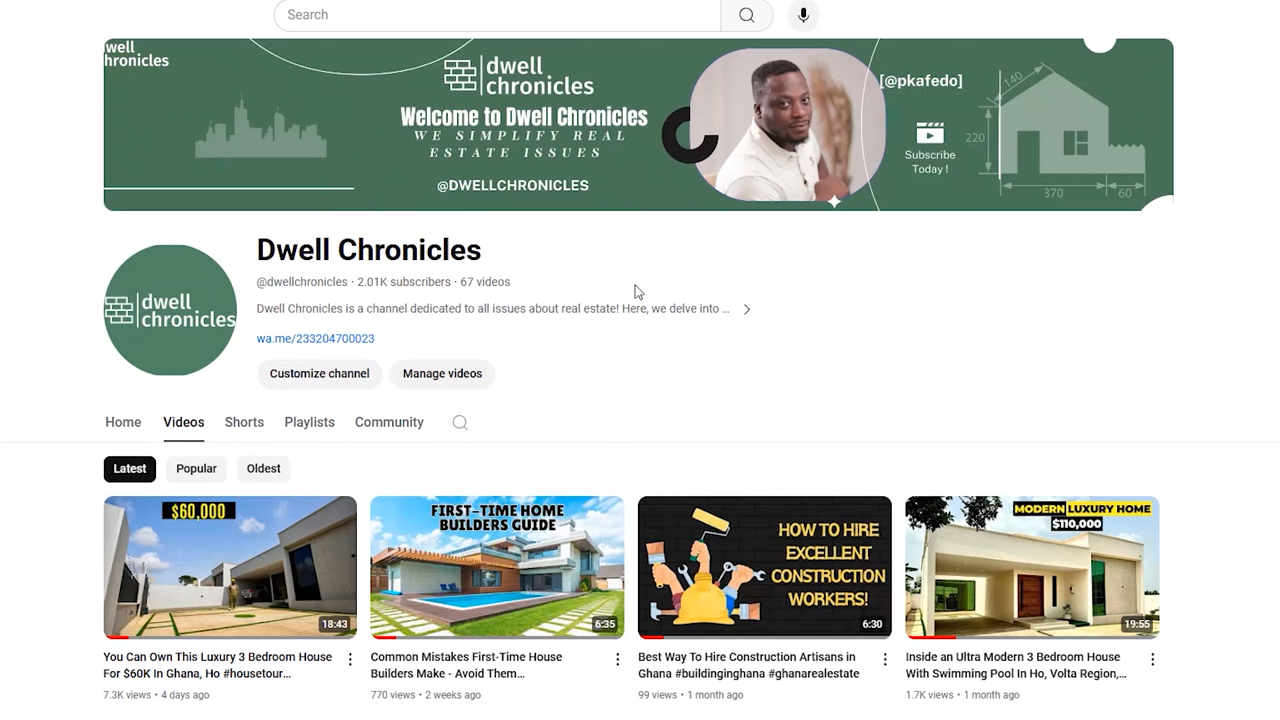 Search
well
hronicles
dwell
chronicles
Welcome to Dwell Chronicles
WE SIMPLIFY REAL
ESTATE ISSUES
@DWELLCHRONICLES
[@pkafedo]
Subscribe
Today !
140
220
370
60
dwell
chronicles
Dwell Chronicles
@dwellchronicles · 2.01K subscribers · 67 videos
Dwell Chronicles is a channel dedicated to all issues about real estate! Here, we delve into ...
wa.me/233204700023
Customize channel
Manage videos
Home
Videos
Shorts
Playlists
Community
Latest
Popular
Oldest
$60,000
18:43
You Can Own This Luxury 3 Bedroom House
For $60K In Ghana, Ho #housetour...
7.3K views · 4 days ago
FIRST-TIME HOME
BUILDERS GUIDE
6:35
Common Mistakes First-Time House
Builders Make - Avoid Them...
770 views · 2 weeks ago
HOW TO HIRE
EXCELLENT
CONSTRUCTION
WORKERS!
6:30
Best Way To Hire Construction Artisans in
Ghana #buildinginghana #ghanarealestate
99 views · 1 month ago
MODERN LUXURY HOME
$110,000
19:55
Inside an Ultra Modern 3 Bedroom House
With Swimming Pool In Ho, Volta Region,...
1.7K views · 1 month ago